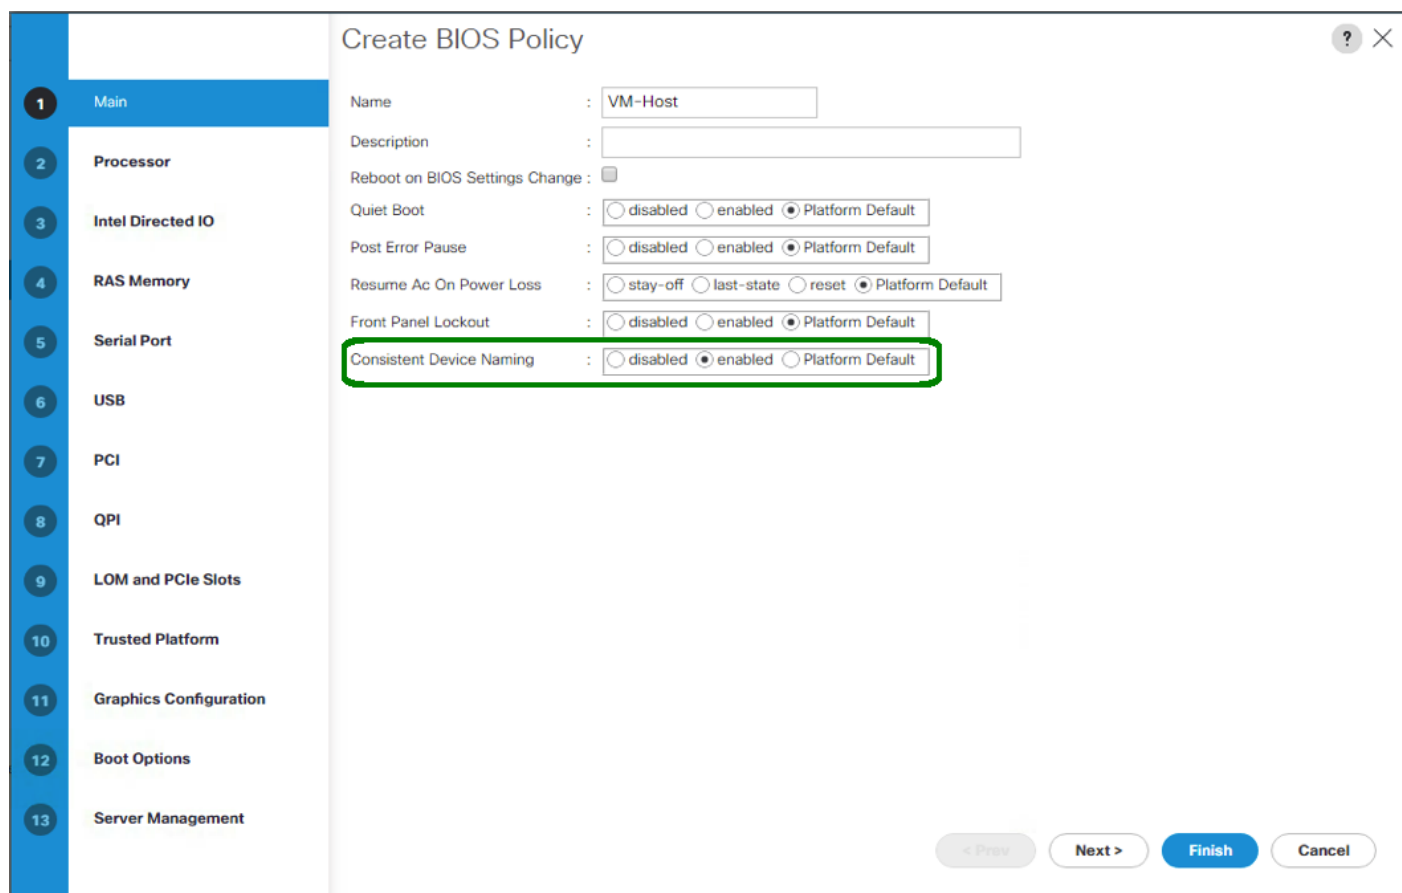 Create BIOS Policy
?
1 Main
2 Processor
3 Intel Directed IO
4 RAS Memory
5 Serial Port
6 USB
7 PCI
8 QPI
9 LOM and PCIe Slots
10 Trusted Platform
11 Graphics Configuration
12 Boot Options
13 Server Management
Name : VM-Host
Description :
Reboot on BIOS Settings Change :
Quiet Boot : disabled enabled Platform Default
Post Error Pause : disabled enabled Platform Default
Resume Ac On Power Loss : stay-off last-state reset Platform Default
Front Panel Lockout : disabled enabled Platform Default
Consistent Device Naming : disabled enabled Platform Default
< Prev Next > Finish Cancel